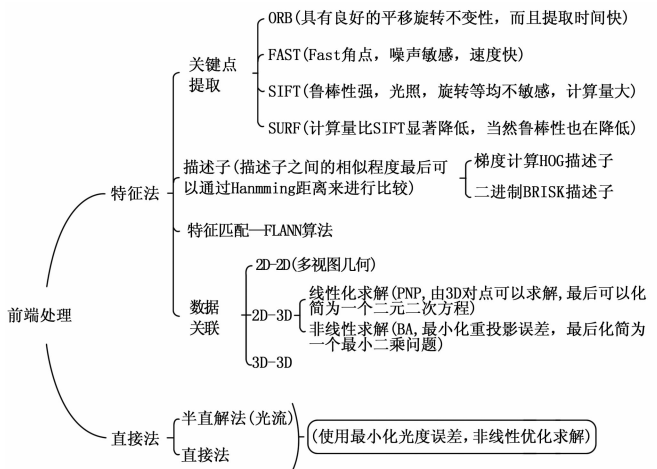 ORB(具有良好的平移旋转不变性，而且提取时间快)
关键点
提取
FAST(Fast角点，噪声敏感，速度快)
SIFT(鲁棒性强，光照，旋转等均不敏感，计算量大)
SURF(计算量比SIFT显著降低，当然鲁棒性也在降低)
描述子(描述子之间的相似程度最后可
以通过Hanmming距离来进行比较)
梯度计算HOG描述子
二进制BRISK描述子
特征法
特征匹配—FLANN算法
2D-2D(多视图几何)
数据
关联
2D-3D
线性化求解(PNP,由3D对点可以求解,最后可以化
简为一个二元二次方程)
非线性求解(BA,最小化重投影误差，最后化简为
一个最小二乘问题)
3D-3D
前端处理
直接法
半直解法(光流)
直接法
(使用最小化光度误差,非线性优化求解)